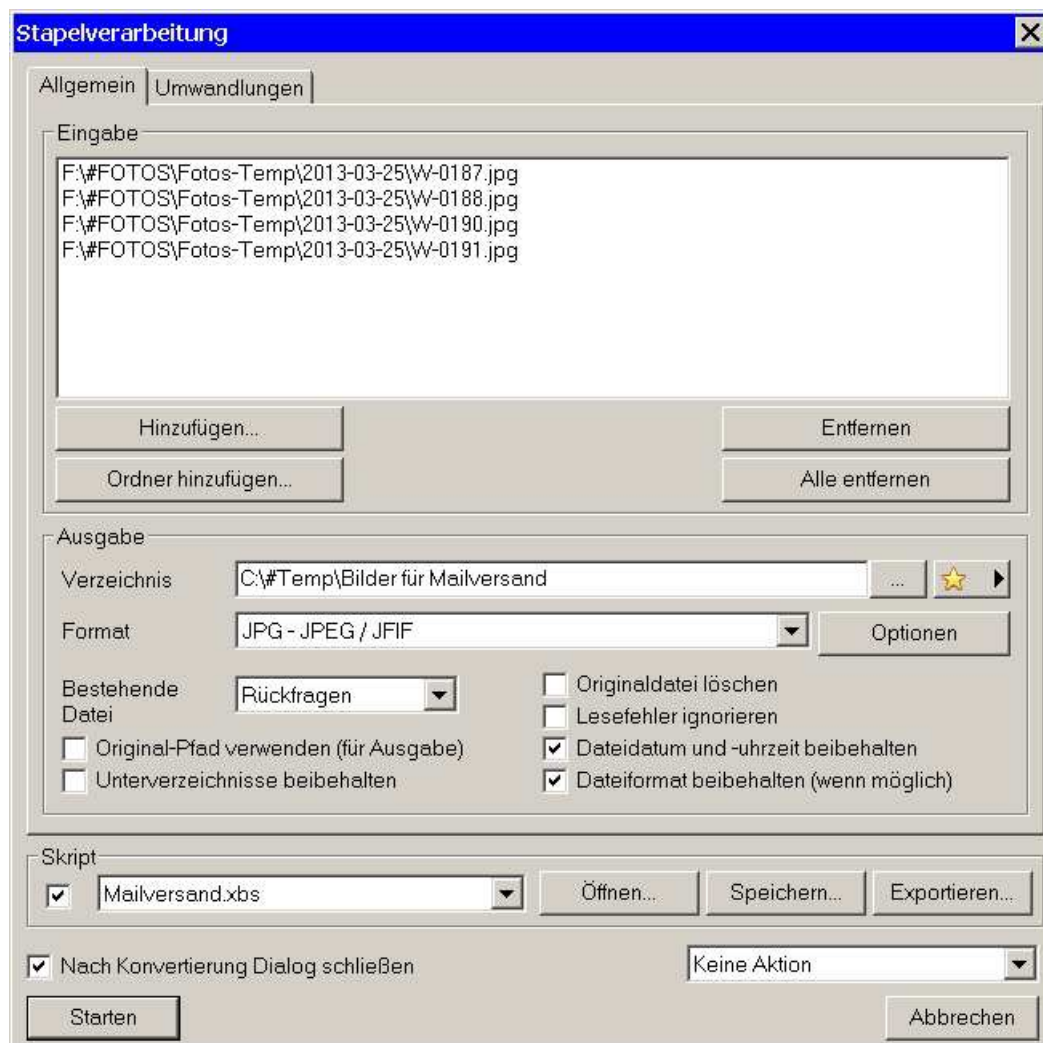 Stapelverarbeitung
Allgemein Umwandlungen
Eingabe
F:\#FOTOS\Fotos-Temp\2013-03-25\W-0187.jpg
F:\#FOTOS\Fotos-Temp\2013-03-25\W-0188.jpg
F:\#FOTOS\Fotos-Temp\2013-03-25\W-0190.jpg
F:\#FOTOS\Fotos-Temp\2013-03-25\W-0191.jpg
Hinzufügen... Entfernen
Ordner hinzufügen... Alle entfernen
Ausgabe
Verzeichnis C:\#Temp\Bilder für Mailversand ...
Format JPG - JPEG / JFIF Optionen
Bestehende Datei Rückfragen
Originaldatei löschen
Lesefehler ignorieren
Original-Pfad verwenden (für Ausgabe) Dateidatum und -uhrzeit beibehalten
Unterverzeichnisse beibehalten Dateiformat beibehalten (wenn möglich)
Skript
Mailversand.xbs Öffnen... Speichern... Exportieren...
Nach Konvertierung Dialog schließen Keine Aktion
Starten Abbrechen